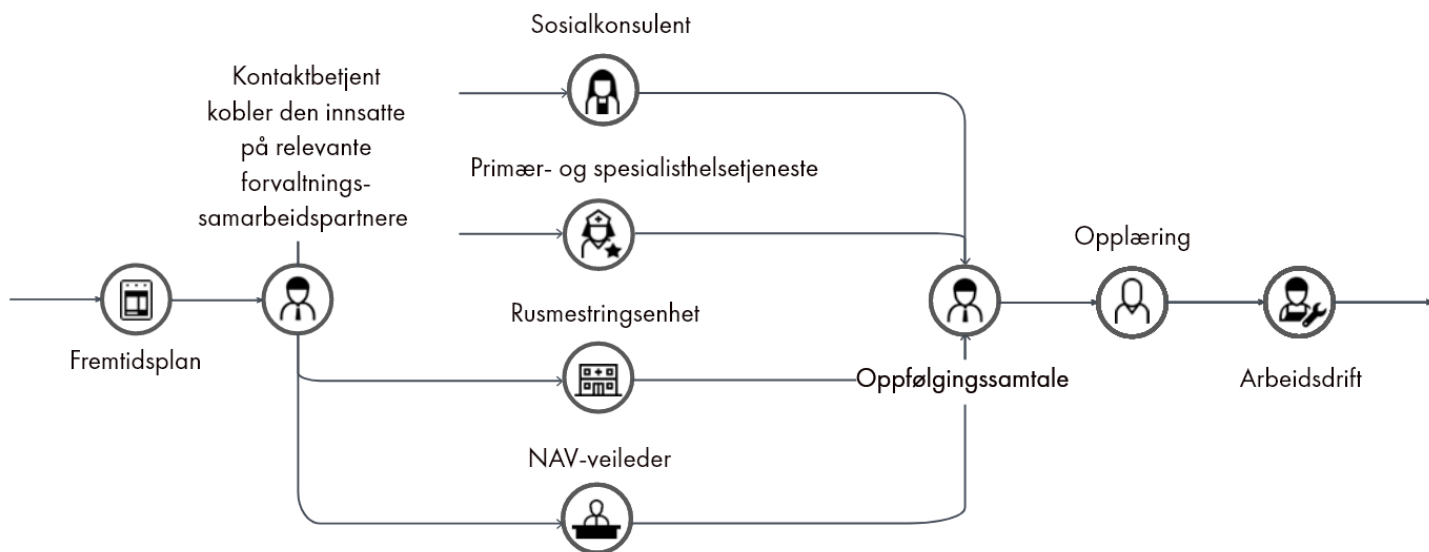 Sosialkonsulent
Kontaktbetjent
kobler den innsatte
på relevante
forvaltnings-
samarbeidspartnere
Primær- og spesialisthelsetjeneste
Opplæring
Rusmestringsenhet
Fremtidsplan
Oppfølgingssamtale
Arbeidsdrift
NAV-veileder